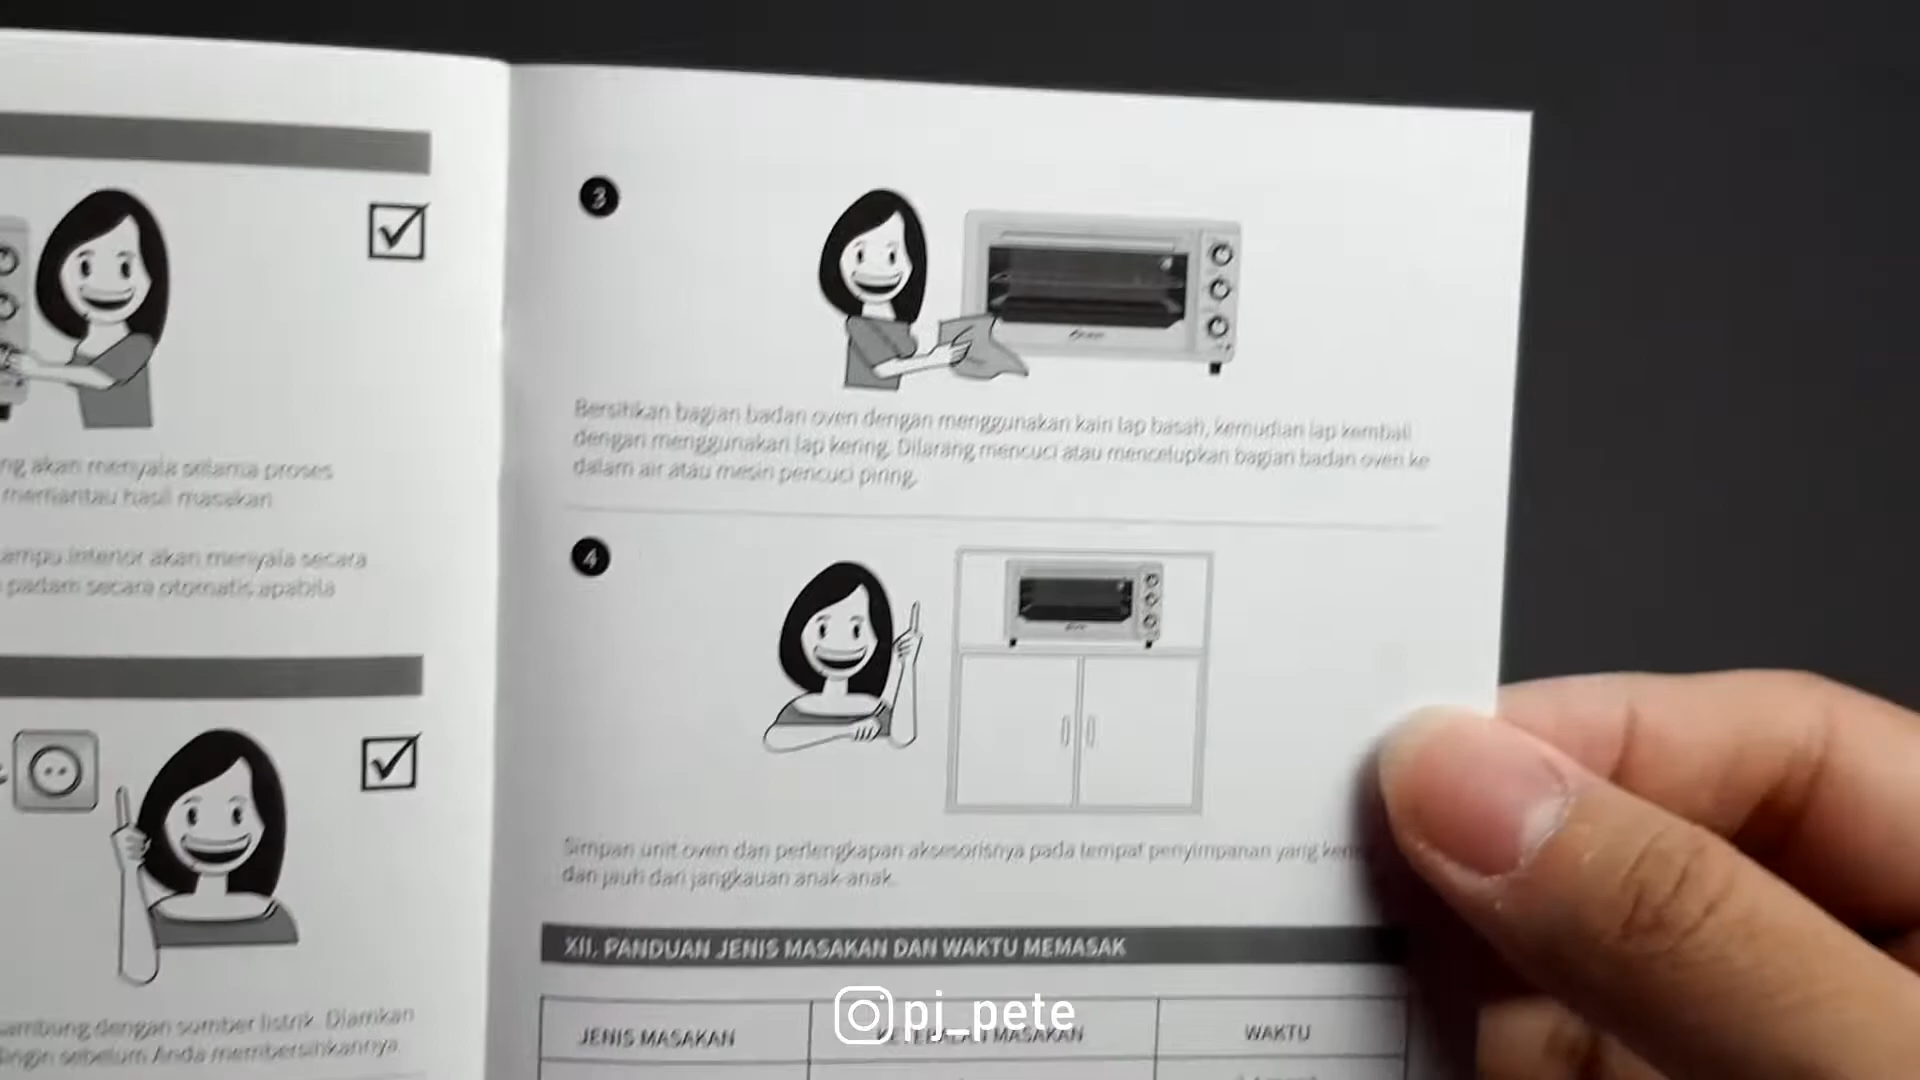 ng akan menyala selama proses
memantau hasil masakan
ampu interior akan menyala secara
padam secara otomatis apabila
ambung dengan sumber listrik. Diamkan
dingin sebelum Anda membersihkannya.
3
Bersihkan bagian badan oven dengan menggunakan kain lap basah, kemudian lap kembali
dengan menggunakan lap kering. Dilarang mencuci atau mencelupkan bagian badan oven ke
dalam air atau mesin pencuci piring.
4
Simpan unit oven dan perlengkapan aksesorisnya pada tempat penyimpanan yang
dan jauh dari jangkauan anak-anak.
XII. PANDUAN JENIS MASAKAN DAN WAKTU MEMASAK
JENIS MASAKAN
KETEBALAN MASAKAN
WAKTU
pj_pete